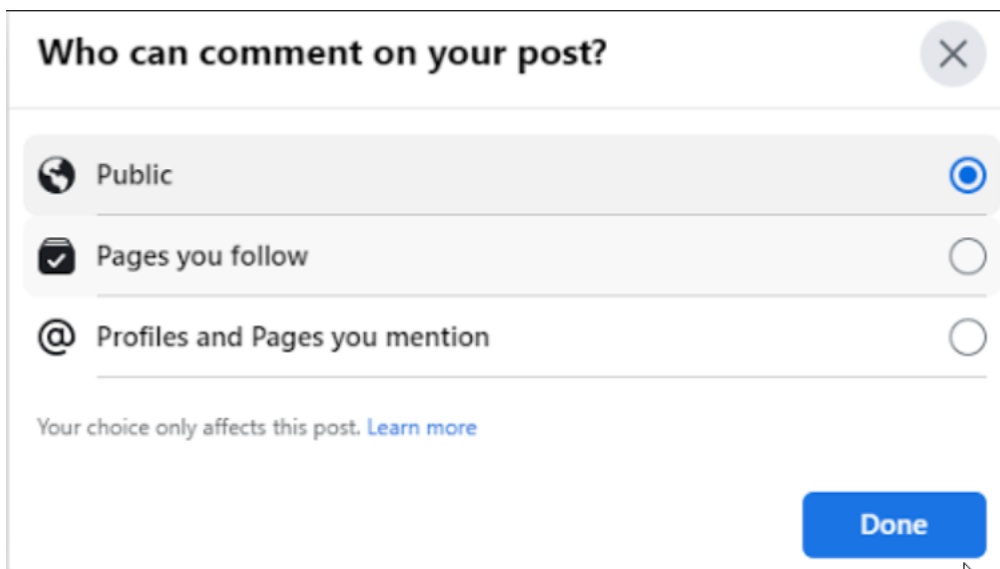 Who can comment on your post?
Public
Pages you follow
Profiles and Pages you mention
Your choice only affects this post. Learn more
Done